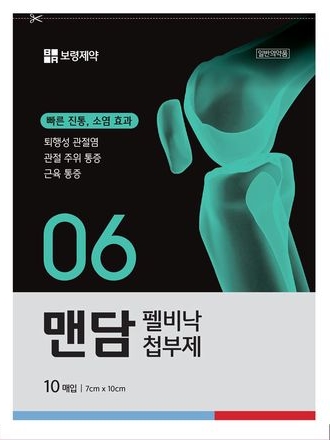 보령제약
일반의약품
빠른 진통, 소염 효과
퇴행성 관절염
관절 주위 통증
근육 통증
06
맨담 펠비낙
첩부제
10 매입 | 7cm x 10cm